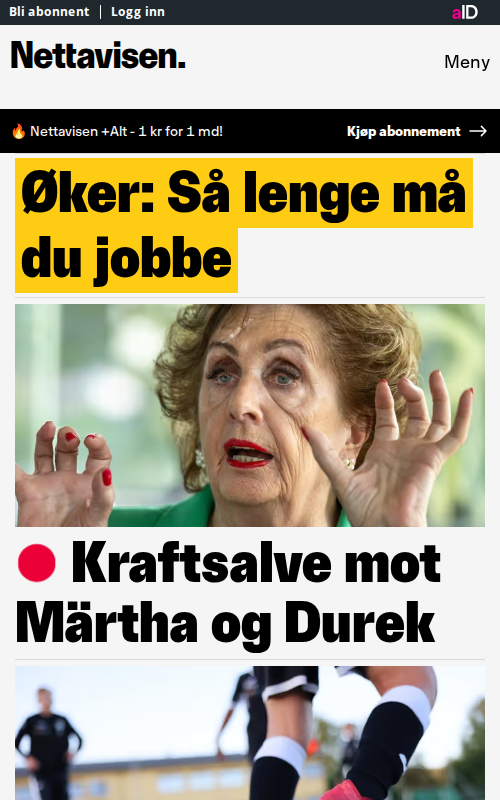 Bli abonnent | Logg inn
aID
Nettavisen.
Meny
🔥 Nettavisen +Alt - 1 kr for 1 md!
Kjøp abonnement →
Øker: Så lenge må
du jobbe
🔴 Kraftsalve mot
Märtha og Durek